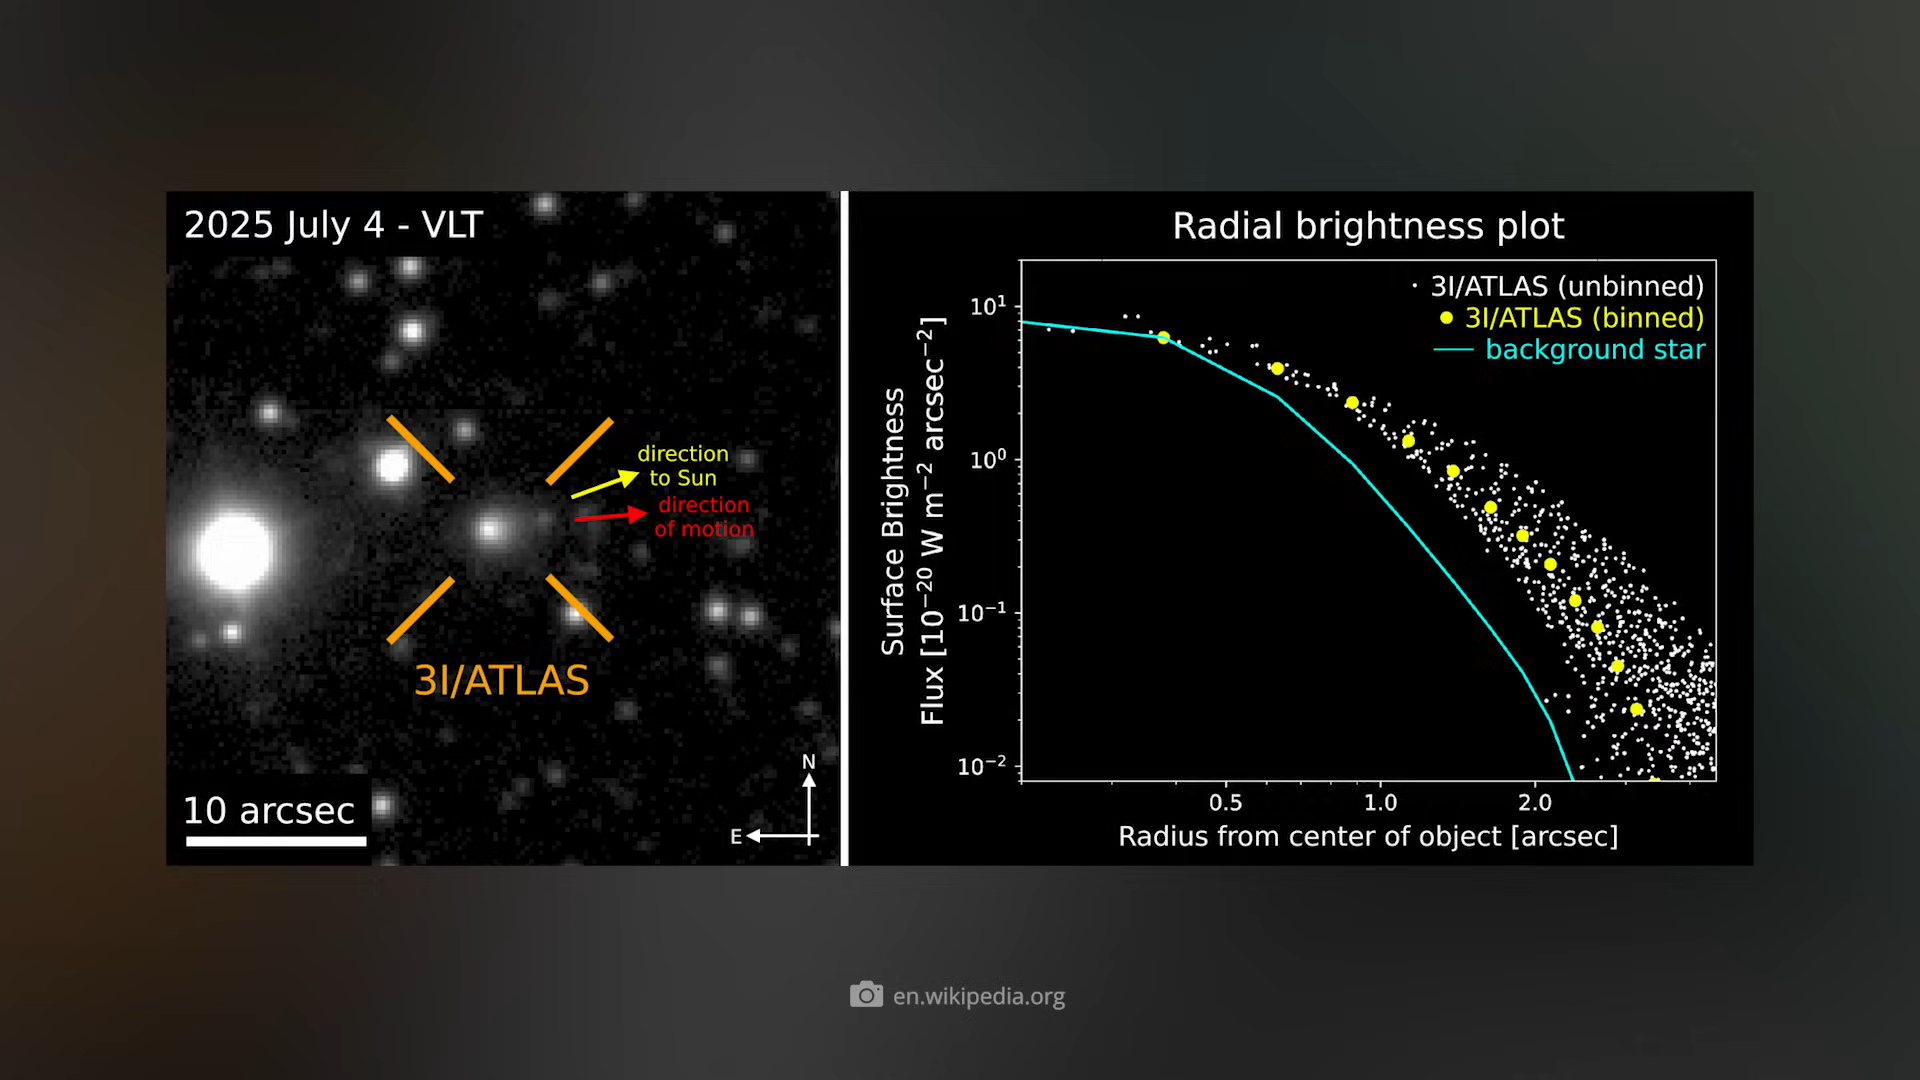 2025 July 4 - VLT
direction
to Sun
direction
of motion
3I/ATLAS
10 arcsec
N
E
Radial brightness plot
3I/ATLAS (unbinned)
3I/ATLAS (binned)
background star
Surface Brightness
Flux [10⁻²⁰ W m⁻² arcsec⁻²]
10¹
10⁰
10⁻¹
10⁻²
0.5 1.0 2.0
Radius from center of object [arcsec]
en.wikipedia.org